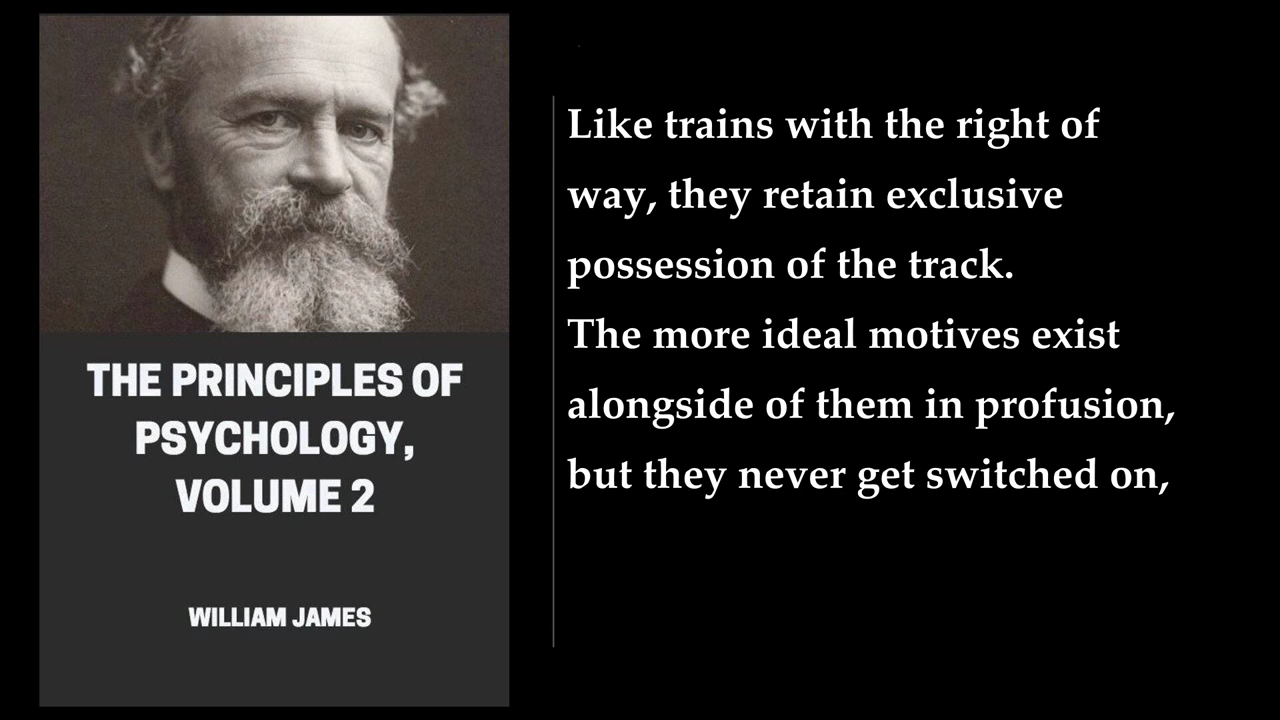 THE PRINCIPLES OF
PSYCHOLOGY,
VOLUME 2
WILLIAM JAMES
Like trains with the right of
way, they retain exclusive
possession of the track.
The more ideal motives exist
alongside of them in profusion,
but they never get switched on,